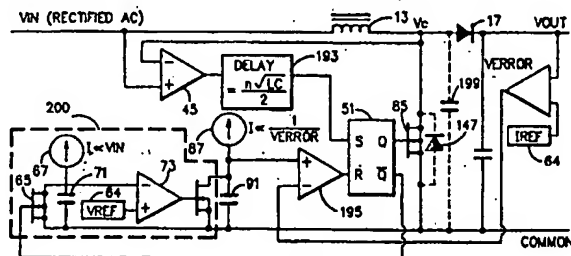 VIN (RECTIFIED AC)
13
Vc
17
VOUT
193
DELAY
= n√LC / 2
45
VERROR
199
51
85
S Q
147
R Q̅
IREF
64
200
87
I ∝ 1/VERROR
67
I ∝ VIN
73
65
71
64
VREF
91
195
COMMON